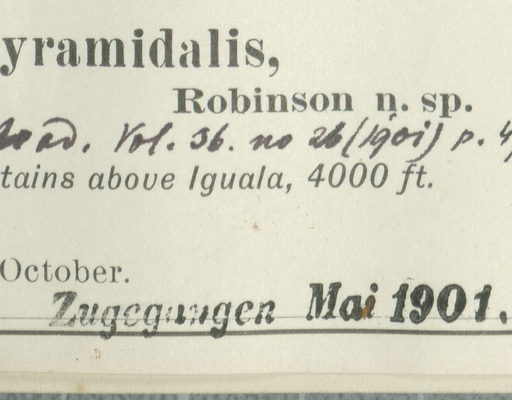 yramidalis,
Robinson n. sp.
Acad. Vol. 36. no 26 (1901) p. 4
tains above Iguala, 4000 ft.
October.
Zugegangen Mai 1901.